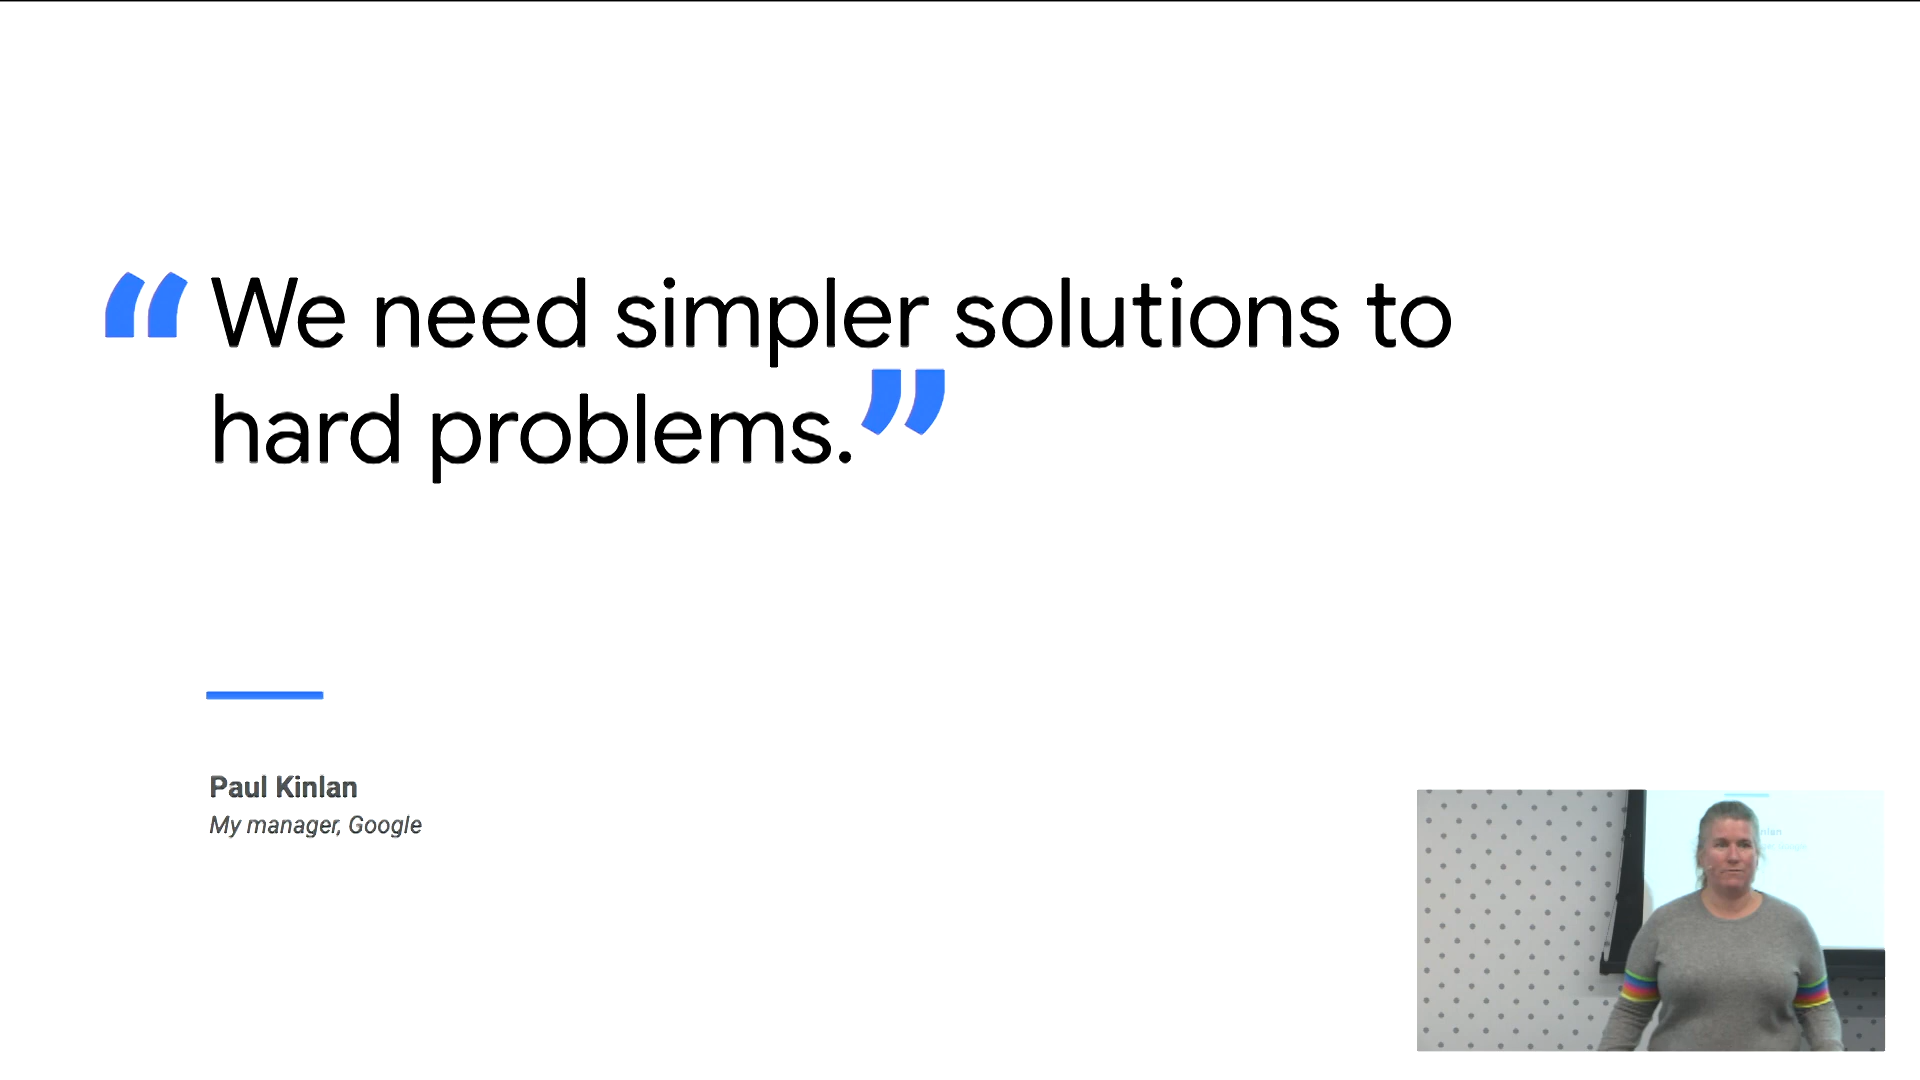 “We need simpler solutions to
hard problems.”
Paul Kinlan
My manager, Google